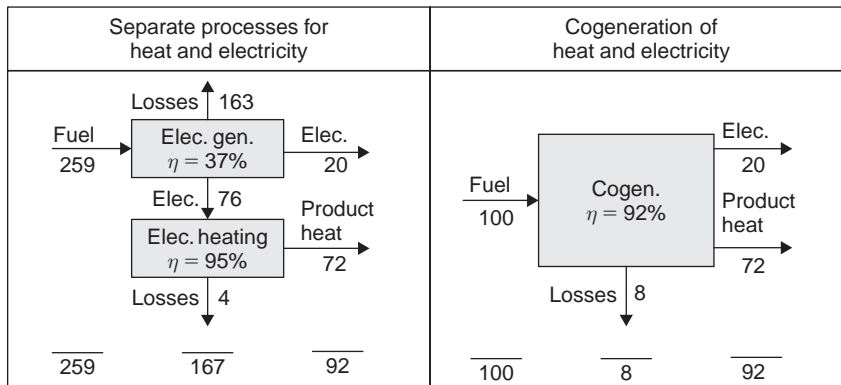 Separate processes for
heat and electricity
Cogeneration of
heat and electricity
Losses 163
Fuel
259
Elec. gen.
η = 37%
Elec.
20
Elec. 76
Elec. heating
η = 95%
Product
heat
72
Losses 4
259 167 92
Fuel
100
Cogen.
η = 92%
Elec.
20
Product
heat
72
Losses 8
100 8 92